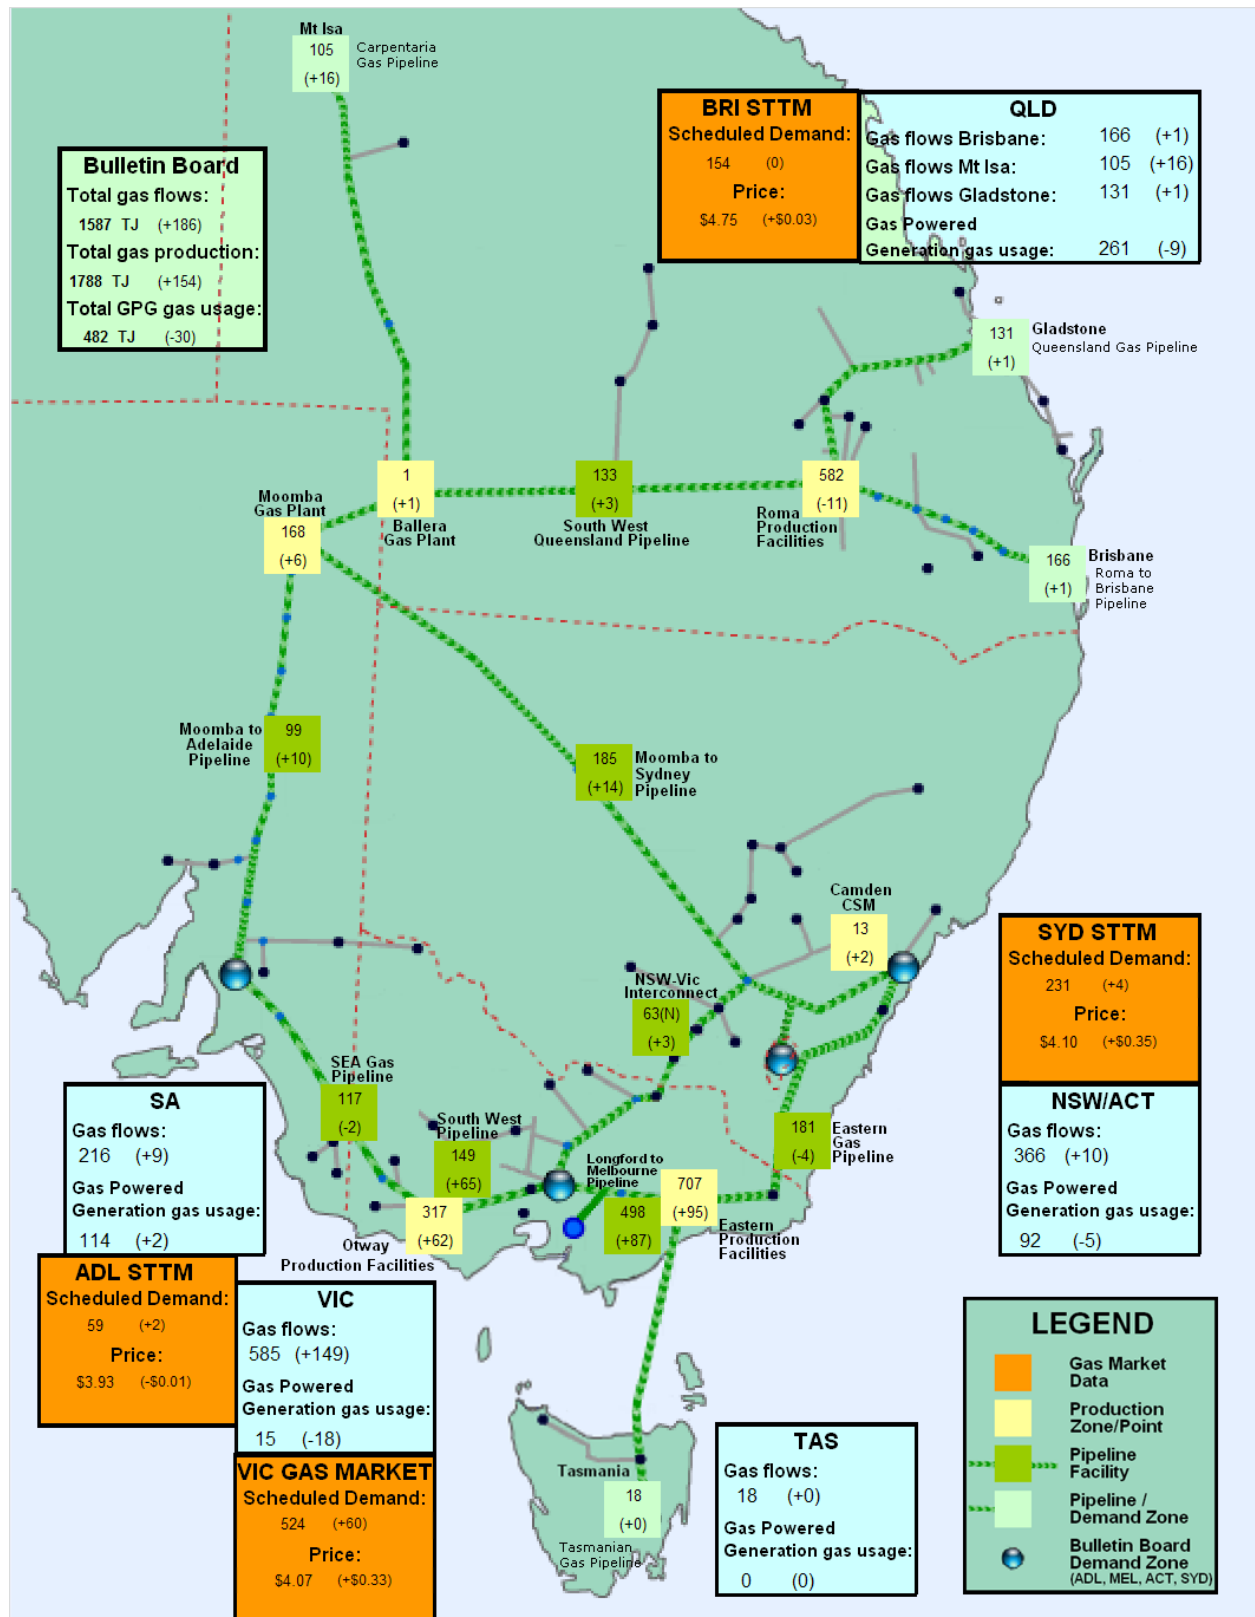 Mt Isa
105
(+16)
Carpentaria
Gas Pipeline
BRI STTM
Scheduled Demand:
154 (0)
Price:
$4.75 (+$0.03)
QLD
Gas flows Brisbane: 166 (+1)
Gas flows Mt Isa: 105 (+16)
Gas flows Gladstone: 131 (+1)
Gas Powered
Generation gas usage: 261 (-9)
Bulletin Board
Total gas flows:
1587 TJ (+186)
Total gas production:
1788 TJ (+154)
Total GPG gas usage:
482 TJ (-30)
131
(+1)
Gladstone
Queensland Gas Pipeline
Moomba
Gas Plant
168
(+6)
1
(+1)
Ballera
Gas Plant
133
(+3)
South West
Queensland Pipeline
582
(-11)
Roma
Production
Facilities
166
(+1)
Brisbane
Roma to
Brisbane
Pipeline
Moomba to
Adelaide
Pipeline
99
(+10)
185
(+14)
Moomba to
Sydney
Pipeline
Camden
CSM
13
(+2)
NSW-Vic
Interconnect
63(N)
(+3)
SYD STTM
Scheduled Demand:
231 (+4)
Price:
$4.10 (+$0.35)
NSW/ACT
Gas flows:
366 (+10)
Gas Powered
Generation gas usage:
92 (-5)
SEA Gas
Pipeline
117
(-2)
South West
Pipeline
149
(+65)
Longford to
Melbourne
Pipeline
498
(+87)
707
(+95)
Eastern
Production
Facilities
181
(-4)
Eastern
Gas
Pipeline
317
(+62)
Otway
Production Facilities
SA
Gas flows:
216 (+9)
Gas Powered
Generation gas usage:
114 (+2)
ADL STTM
Scheduled Demand:
59 (+2)
Price:
$3.93 (-$0.01)
VIC
Gas flows:
585 (+149)
Gas Powered
Generation gas usage:
15 (-18)
VIC GAS MARKET
Scheduled Demand:
524 (+60)
Price:
$4.07 (+$0.33)
Tasmania
18
(+0)
Tasmanian
Gas Pipeline
TAS
Gas flows:
18 (+0)
Gas Powered
Generation gas usage:
0 (0)
LEGEND
Gas Market
Data
Production
Zone/Point
Pipeline
Facility
Pipeline /
Demand Zone
Bulletin Board
Demand Zone
(ADL, MEL, ACT, SYD)